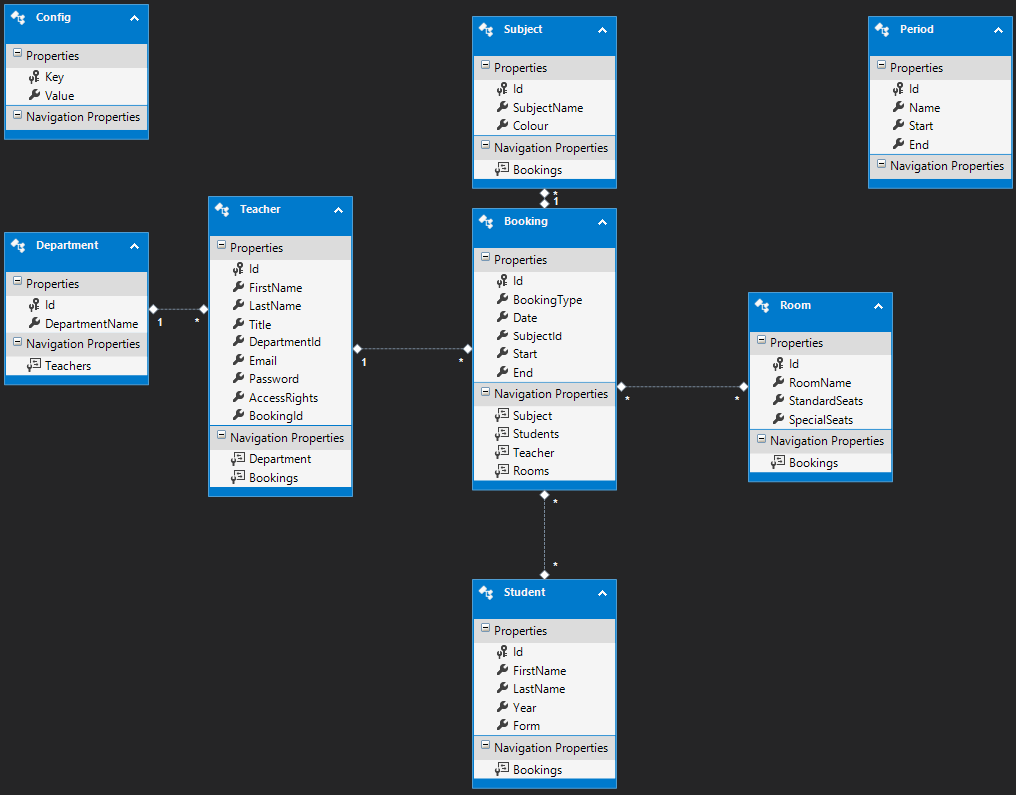 Config
Properties
Key
Value
Navigation Properties
Subject
Properties
Id
SubjectName
Colour
Navigation Properties
Bookings
Period
Properties
Id
Name
Start
End
Navigation Properties
*
1
Department
Properties
Id
DepartmentName
Navigation Properties
Teachers
1
*
Teacher
Properties
Id
FirstName
LastName
Title
DepartmentId
Email
Password
AccessRights
BookingId
Navigation Properties
Department
Bookings
1
*
Booking
Properties
Id
BookingType
Date
SubjectId
Start
End
Navigation Properties
Subject
Students
Teacher
Rooms
*
*
Room
Properties
Id
RoomName
StandardSeats
SpecialSeats
Navigation Properties
Bookings
*
*
Student
Properties
Id
FirstName
LastName
Year
Form
Navigation Properties
Bookings